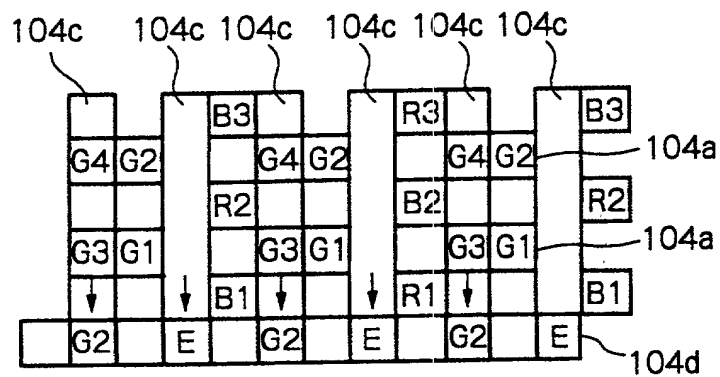 104c 104c 104c 104c 104c 104c
B3 R3 B3
G4 G2 G4 G2 G4 G2 104a
R2 B2 R2
G3 G1 G3 G1 G3 G1 104a
B1 R1 B1
G2 E G2 E G2 E 104d